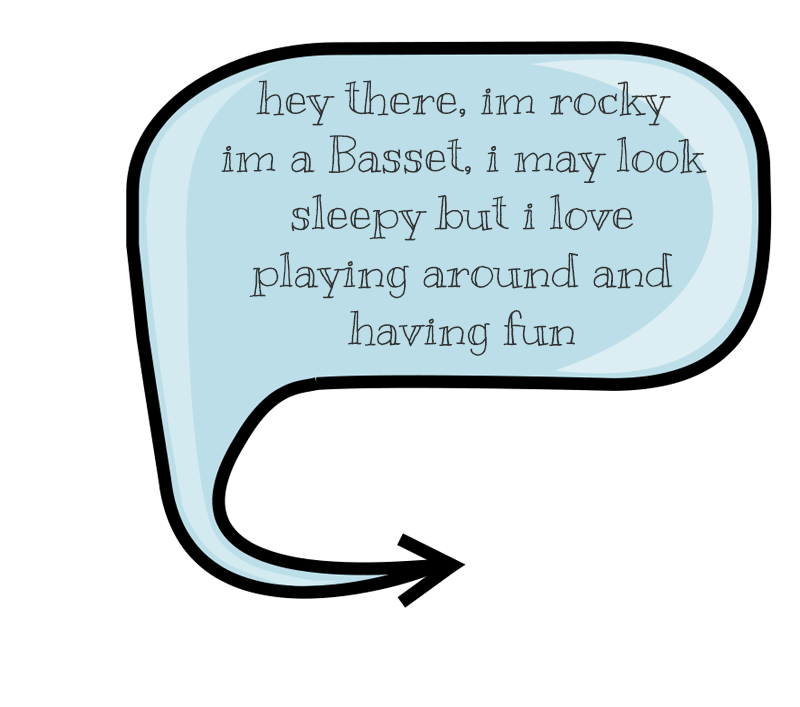 hey there, im rocky
im a Basset, i may look
sleepy but i love
playing around and
having fun